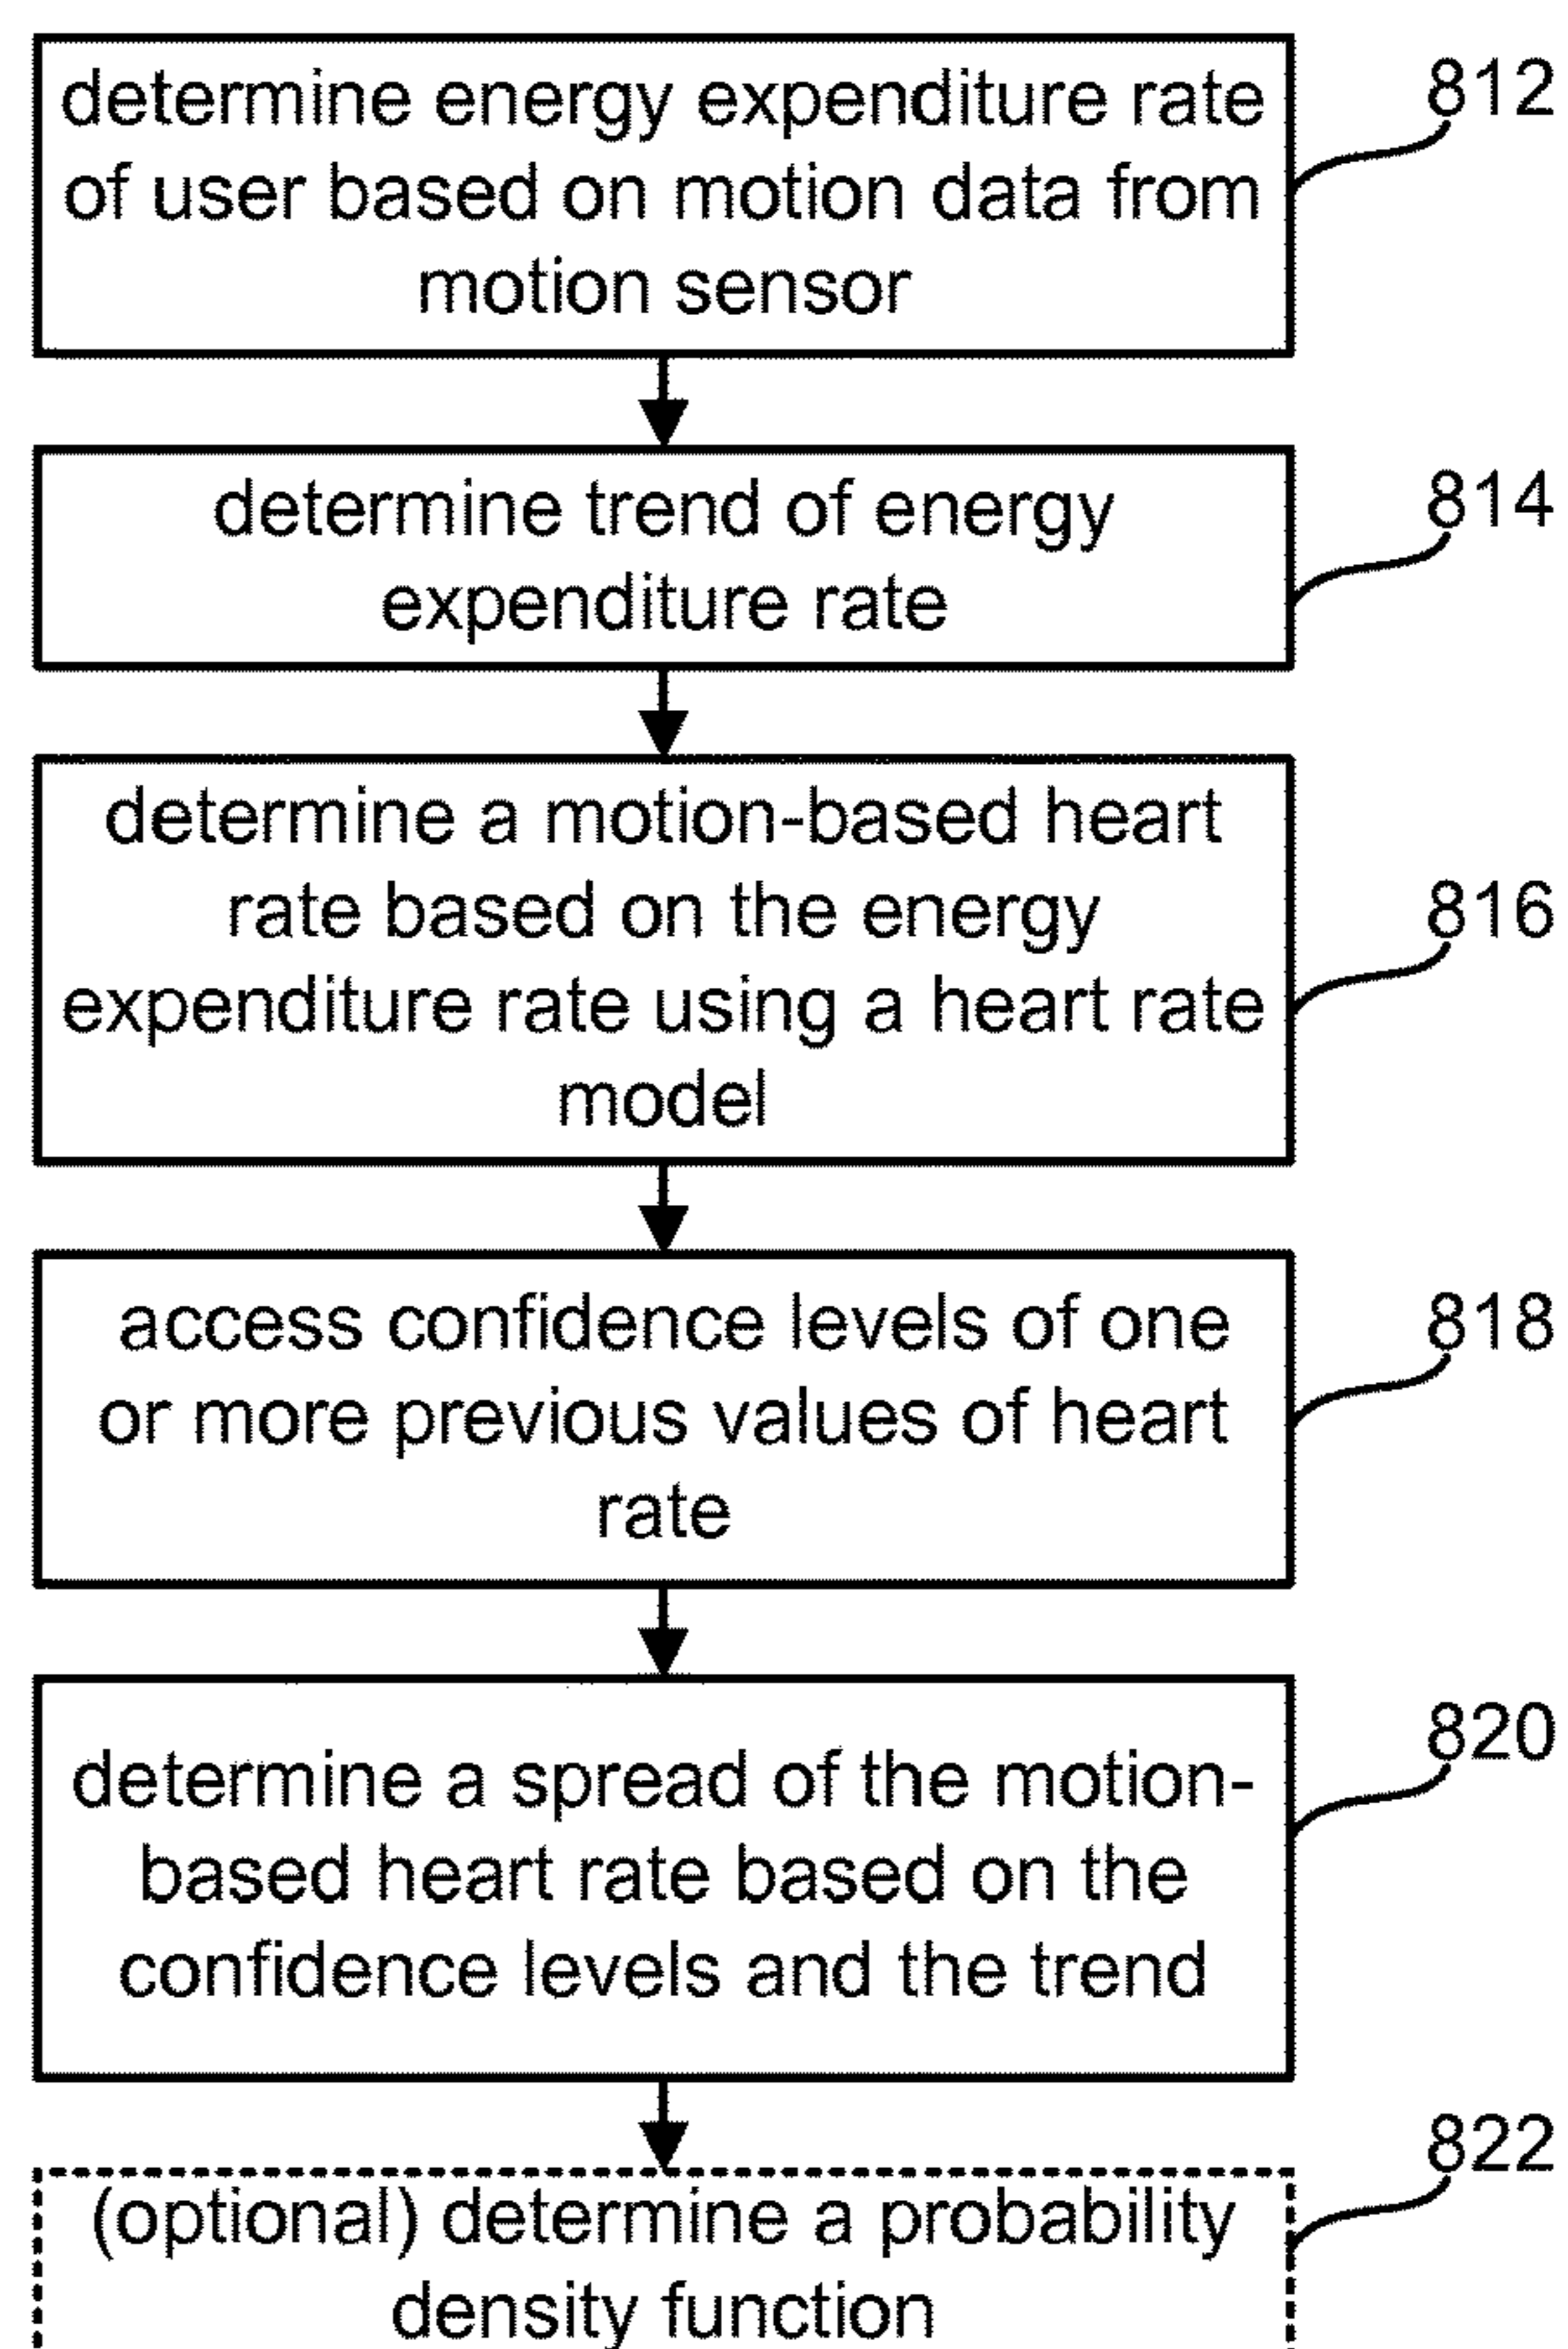 determine energy expenditure rate
of user based on motion data from
motion sensor
812
determine trend of energy
expenditure rate
814
determine a motion-based heart
rate based on the energy
expenditure rate using a heart rate
model
816
access confidence levels of one
or more previous values of heart
rate
818
determine a spread of the motion-
based heart rate based on the
confidence levels and the trend
820
(optional) determine a probability
density function
822